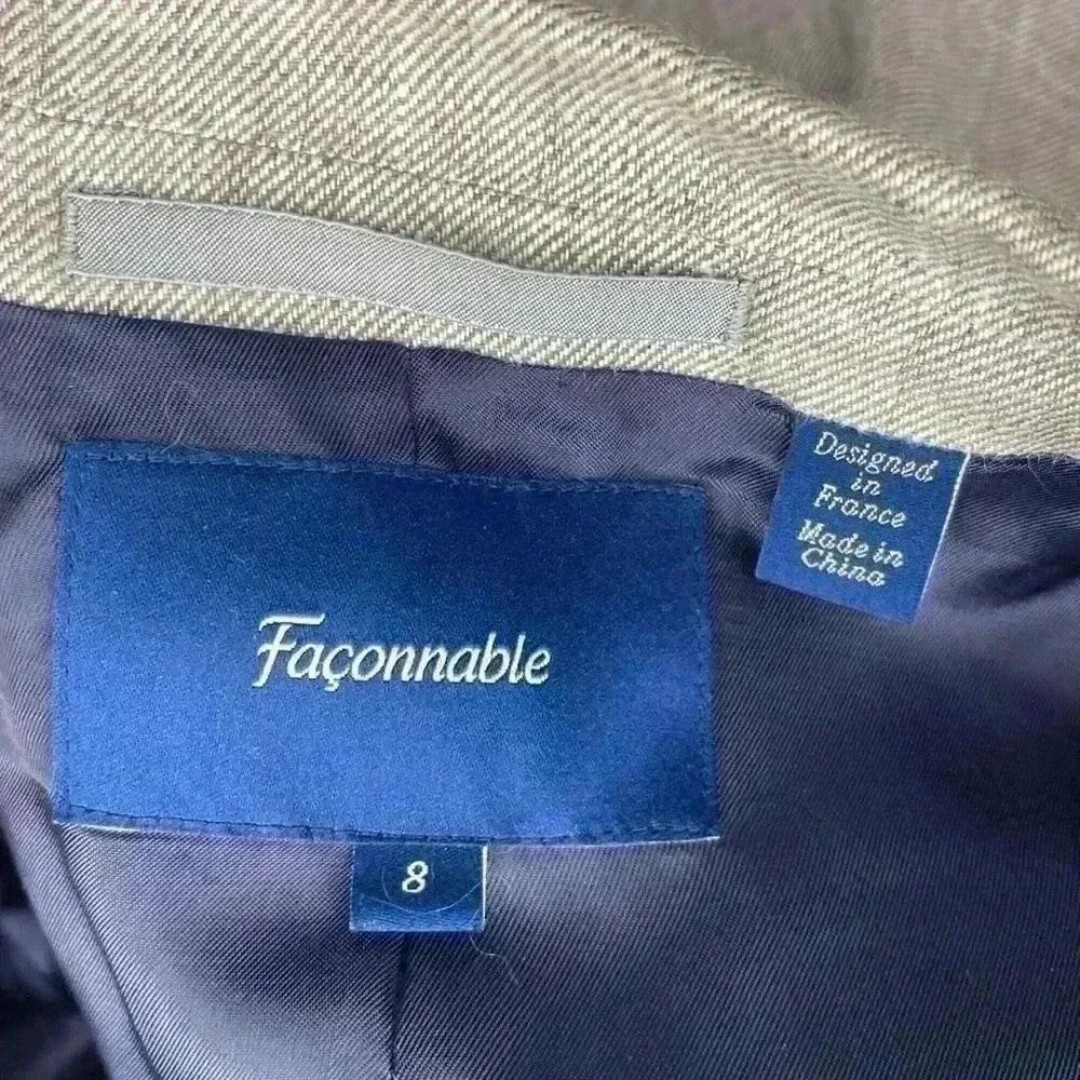 Designed
in
France
Made in
China
Façonnable
8